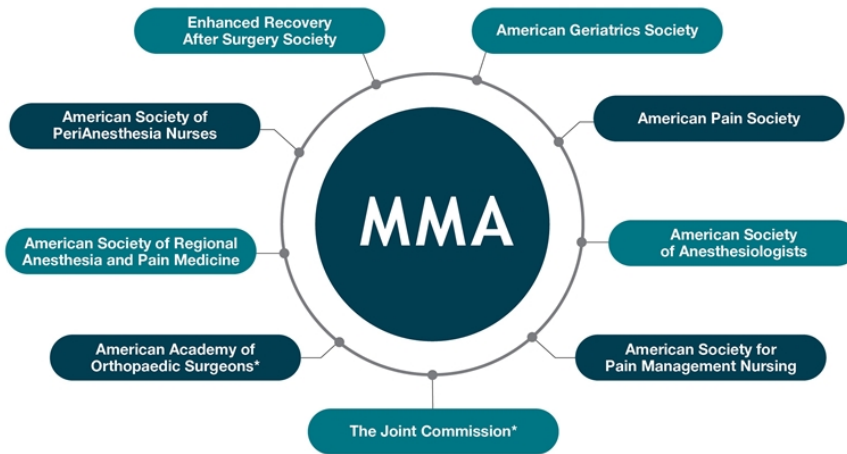 Enhanced Recovery
After Surgery Society
American Geriatrics Society
American Society of
PeriAnesthesia Nurses
American Pain Society
MMA
American Society of Regional
Anesthesia and Pain Medicine
American Society
of Anesthesiologists
American Academy of
Orthopaedic Surgeons*
American Society for
Pain Management Nursing
The Joint Commission*